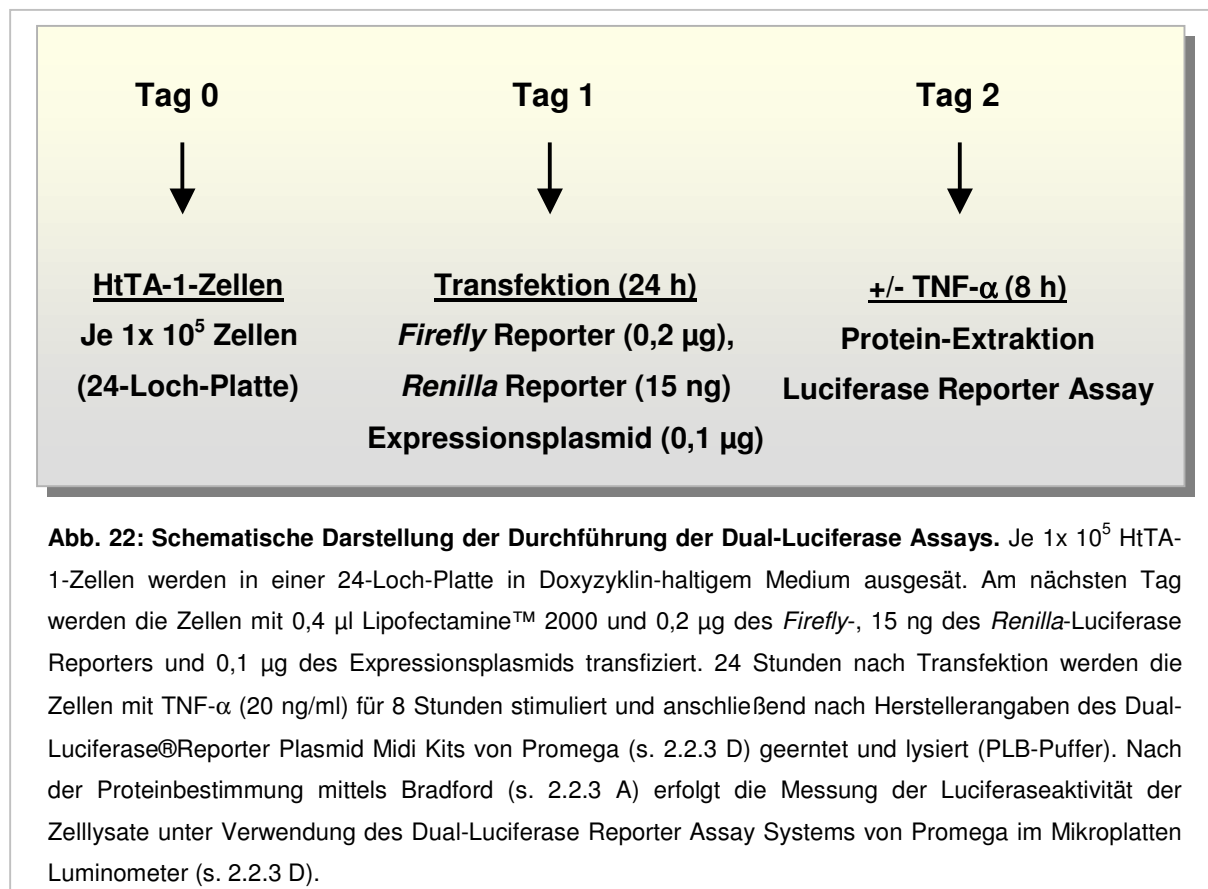 Tag 0 Tag 1 Tag 2
HtTA-1-Zellen
Je 1x 10⁵ Zellen
(24-Loch-Platte)
Transfektion (24 h)
Firefly Reporter (0,2 µg),
Renilla Reporter (15 ng)
Expressionsplasmid (0,1 µg)
+/- TNF-α (8 h)
Protein-Extraktion
Luciferase Reporter Assay
Abb. 22: Schematische Darstellung der Durchführung der Dual-Luciferase Assays. Je 1x 10⁵ HtTA-
1-Zellen werden in einer 24-Loch-Platte in Doxyzyklin-haltigem Medium ausgesät. Am nächsten Tag
werden die Zellen mit 0,4 µl Lipofectamine™ 2000 und 0,2 µg des Firefly-, 15 ng des Renilla-Luciferase
Reporters und 0,1 µg des Expressionsplasmids transfiziert. 24 Stunden nach Transfektion werden die
Zellen mit TNF-α (20 ng/ml) für 8 Stunden stimuliert und anschließend nach Herstellerangaben des Dual-
Luciferase®Reporter Plasmid Midi Kits von Promega (s. 2.2.3 D) geerntet und lysiert (PLB-Puffer). Nach
der Proteinbestimmung mittels Bradford (s. 2.2.3 A) erfolgt die Messung der Luciferaseaktivität der
Zelllysate unter Verwendung des Dual-Luciferase Reporter Assay Systems von Promega im Mikroplatten
Luminometer (s. 2.2.3 D).